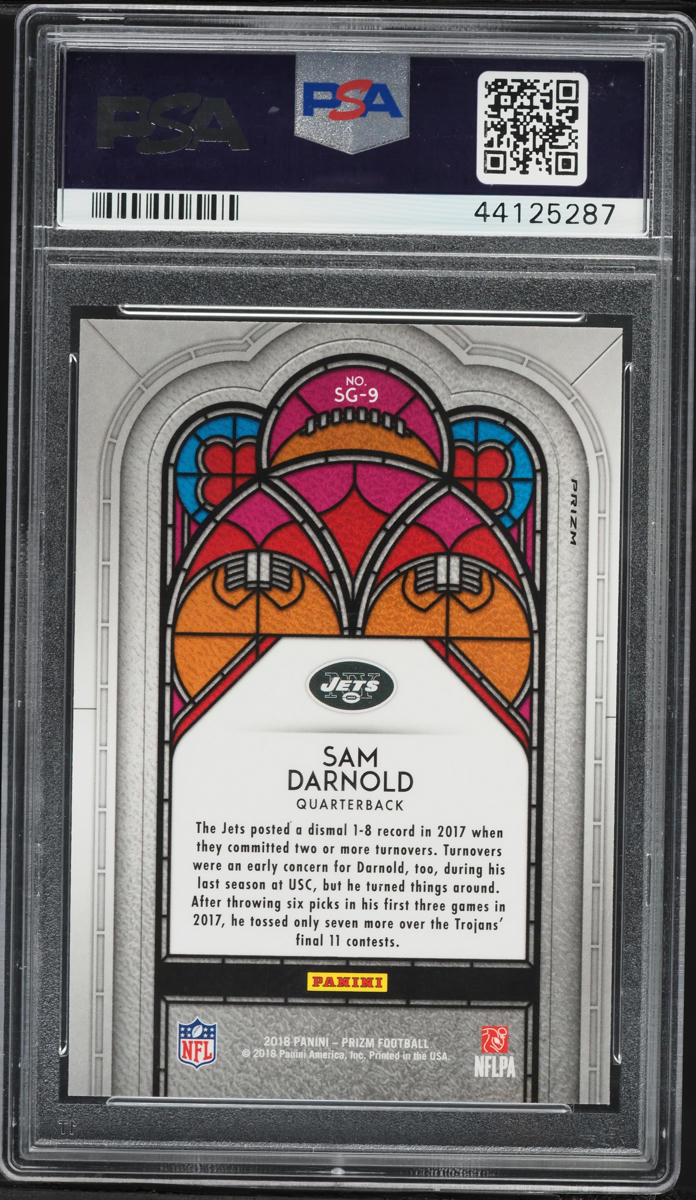 PSA
PSA
44125287
NO.
SG-9
PRIZM
NY
JETS
SAM
DARNOLD
QUARTERBACK
The Jets posted a dismal 1-8 record in 2017 when
they committed two or more turnovers. Turnovers
were an early concern for Darnold, too, during his
last season at USC, but he turned things around.
After throwing six picks in his first three games in
2017, he tossed only seven more over the Trojans'
final 11 contests.
PANINI
NFL
2018 PANINI – PRIZM FOOTBALL
© 2018 Panini America, Inc. Printed in the USA.
NFLPA